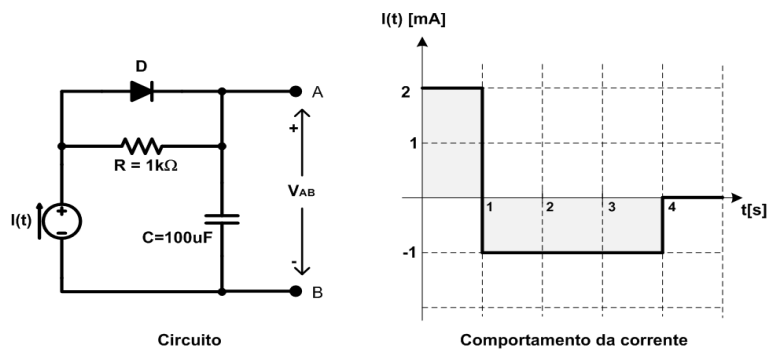 D
A
R = 1kΩ
+
VAB
I(t)
+
-
C=100uF
-
B
Circuito
I(t) [mA]
2
1
1
2
3
4
t[s]
-1
Comportamento da corrente